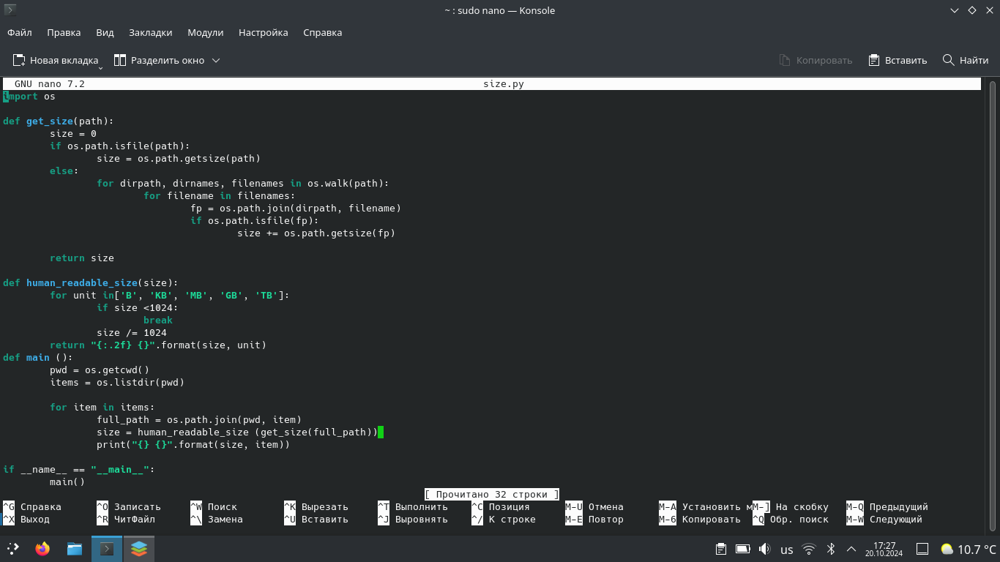 ~ : sudo nano — Konsole
Файл Правка Вид Закладки Модули Настройка Справка
Новая вкладка Разделить окно Копировать Вставить Найти
GNU nano 7.2 size.py
import os
def get_size(path):
size = 0
if os.path.isfile(path):
size = os.path.getsize(path)
else:
for dirpath, dirnames, filenames in os.walk(path):
for filename in filenames:
fp = os.path.join(dirpath, filename)
if os.path.isfile(fp):
size += os.path.getsize(fp)
return size
def human_readable_size(size):
for unit in['B', 'KB', 'MB', 'GB', 'TB']:
if size <1024:
break
size /= 1024
return "{:.2f} {}".format(size, unit)
def main ():
pwd = os.getcwd()
items = os.listdir(pwd)
for item in items:
full_path = os.path.join(pwd, item)
size = human_readable_size (get_size(full_path))
print("{} {}".format(size, item))
if __name__ == "__main__":
main()
[ Прочитано 32 строки ]
^G Справка ^O Записать ^W Поиск ^K Вырезать ^T Выполнить ^C Позиция M-U Отмена M-A Установить м M-] На скобку M-Q Предыдущий
^X Выход ^R ЧитФайл ^\ Замена ^U Вставить ^J Выровнять ^/ К строке M-E Повтор M-6 Копировать ^Q Обр. поиск M-W Следующий
us 17:27 10.7 °C
20.10.2024